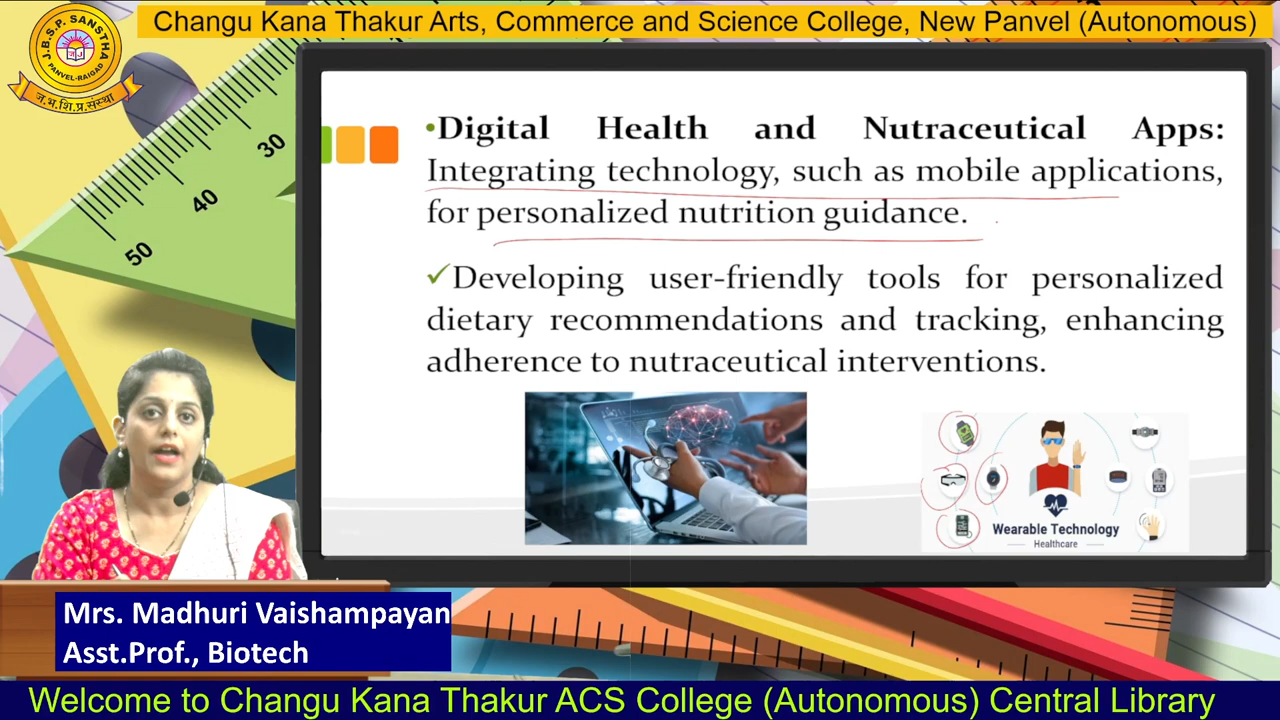 Changu Kana Thakur Arts, Commerce and Science College, New Panvel (Autonomous)
J.B.S.P. SANSTHA
PANVEL-RAIGAD
ज.भ.शि.प्र.संस्था
30
40
50
•Digital Health and Nutraceutical Apps:
Integrating technology, such as mobile applications,
for personalized nutrition guidance.
✓Developing user-friendly tools for personalized
dietary recommendations and tracking, enhancing
adherence to nutraceutical interventions.
Wearable Technology
Healthcare
Mrs. Madhuri Vaishampayan
Asst.Prof., Biotech
Welcome to Changu Kana Thakur ACS College (Autonomous) Central Library